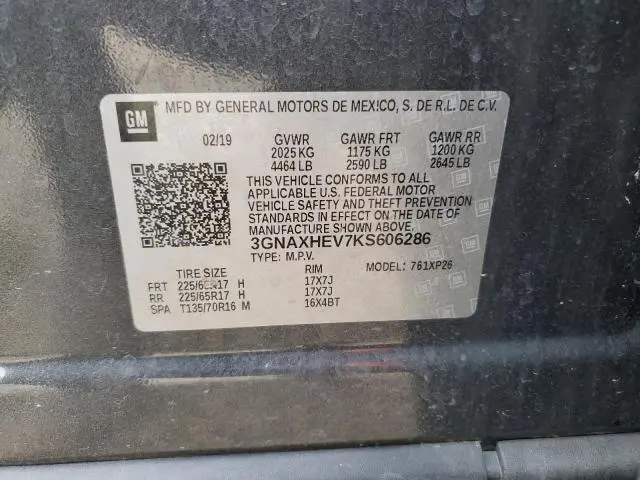 GM
MFD BY GENERAL MOTORS DE MEXICO, S. DE R.L. DE C.V.
02/19 GVWR GAWR FRT GAWR RR
2025 KG 1175 KG 1200 KG
4464 LB 2590 LB 2645 LB
THIS VEHICLE CONFORMS TO ALL
APPLICABLE U.S. FEDERAL MOTOR
VEHICLE SAFETY AND THEFT PREVENTION
STANDARDS IN EFFECT ON THE DATE OF
MANUFACTURE SHOWN ABOVE.
3GNAXHEV7KS606286
TYPE: M.P.V. MODEL: 761XP26
TIRE SIZE RIM
FRT 225/65R17 H 17X7J
RR 225/65R17 H 17X7J
SPA T135/70R16 M 16X4BT